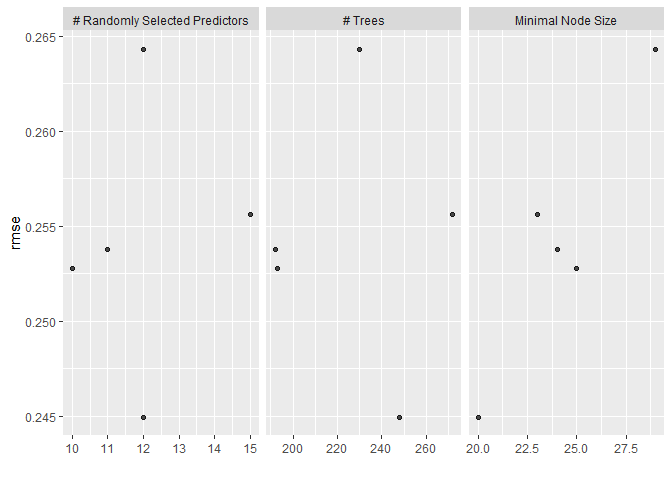 # Randomly Selected Predictors
# Trees
Minimal Node Size
rmse
0.265
0.260
0.255
0.250
0.245
10 11 12 13 14 15
200 220 240 260
20.0 22.5 25.0 27.5